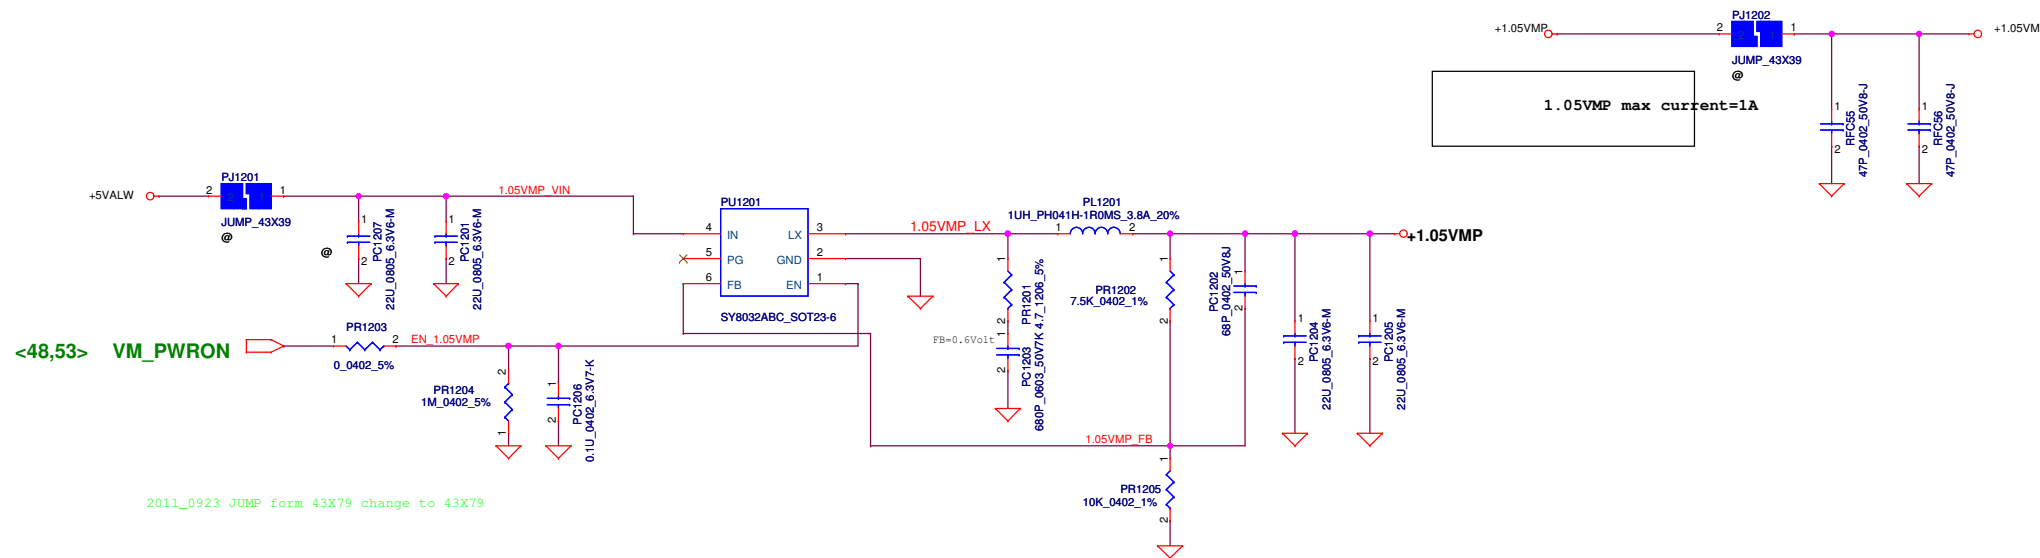 PJ1202
+1.05VMP
2
2
1
1
+1.05VM
JUMP_43X39
@
1.05VMP max current=1A
1
2
RFC55
47P_0402_50V8-J
1
2
RFC56
47P_0402_50V8-J
PJ1201
+5VALW
2
2
1
1
JUMP_43X39
@
1.05VMP_VIN
@
1
2
PC1207
22U_0805_6.3V6-M
1
2
PC1201
22U_0805_6.3V6-M
PU1201
4
IN
LX
3
5
PG
GND
2
6
FB
EN
1
SY8032ABC_SOT23-6
1.05VMP_LX
PL1201
1UH_PH041H-1R0MS_3.8A_20%
1
2
+1.05VMP
1
2
PR1201
4.7_1206_5%
FB=0.6Volt
1
2
PC1203
680P_0603_50V7K
PR1202
7.5K_0402_1%
1
2
PC1202
68P_0402_50V8J
1
2
1
2
PC1204
22U_0805_6.3V6-M
1
2
PC1205
22U_0805_6.3V6-M
<48,53> VM_PWRON
PR1203
1
2
0_0402_5%
EN_1.05VMP
PR1204
1M_0402_5%
2
1
1
2
PC1206
0.1U_0402_6.3V7-K
1.05VMP_FB
PR1205
10K_0402_1%
1
2
2011_0923 JUMP form 43X79 change to 43X79